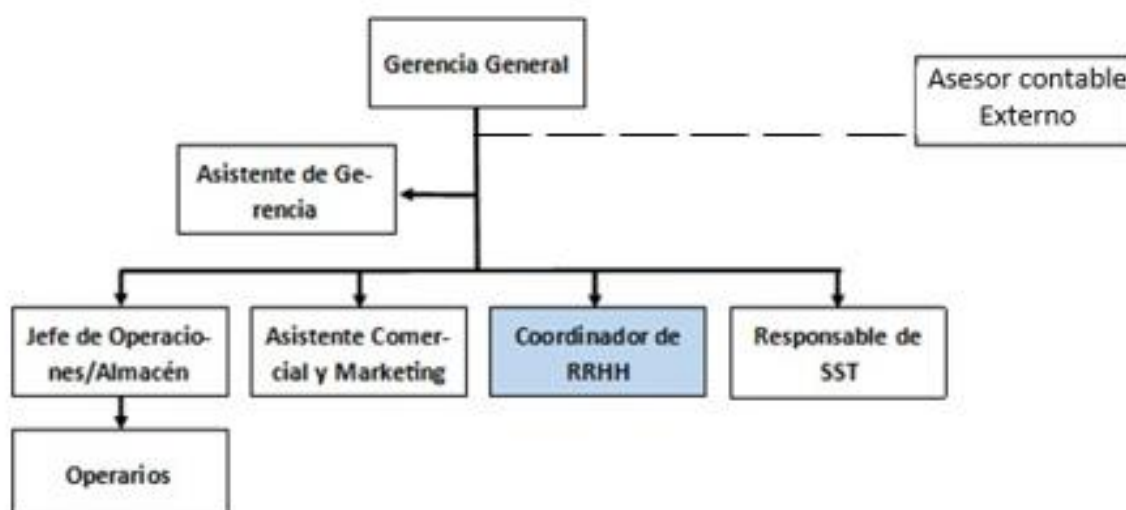 Gerencia General
Asesor contable
Externo
Asistente de Ge-
rencia
Jefe de Operacio-
nes/Almacén
Asistente Comer-
cial y Marketing
Coordinador de
RRHH
Responsable de
SST
Operarios